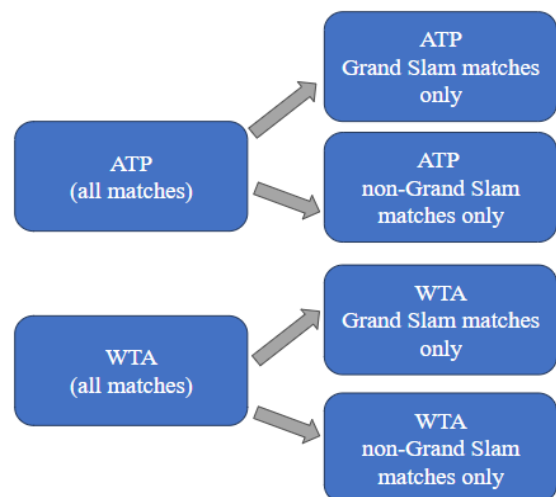 ATP
Grand Slam matches
only
ATP
(all matches)
ATP
non-Grand Slam
matches only
WTA
Grand Slam matches
only
WTA
(all matches)
WTA
non-Grand Slam
matches only